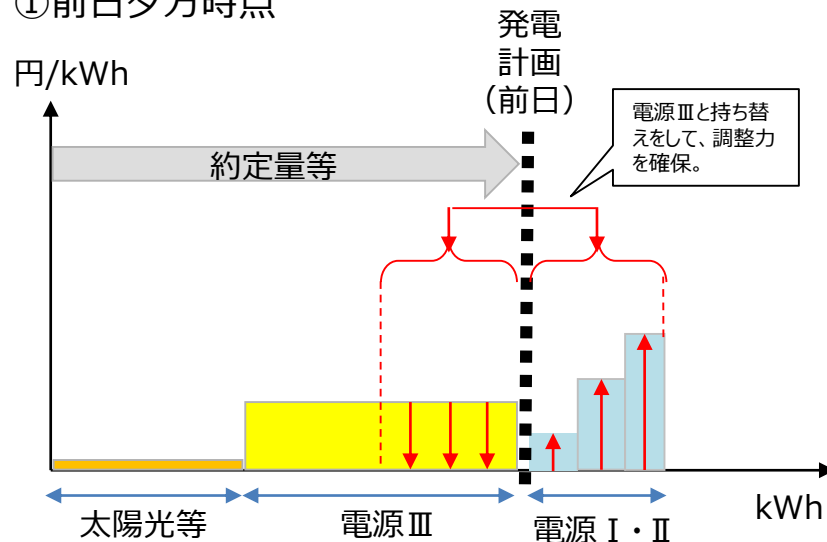 ①前日夕方時点
発電
計画
（前日）
円/kWh
電源Ⅲと持ち替
えをして、調整力
を確保。
約定量等
太陽光等
電源Ⅲ
電源Ⅰ・Ⅱ
kWh